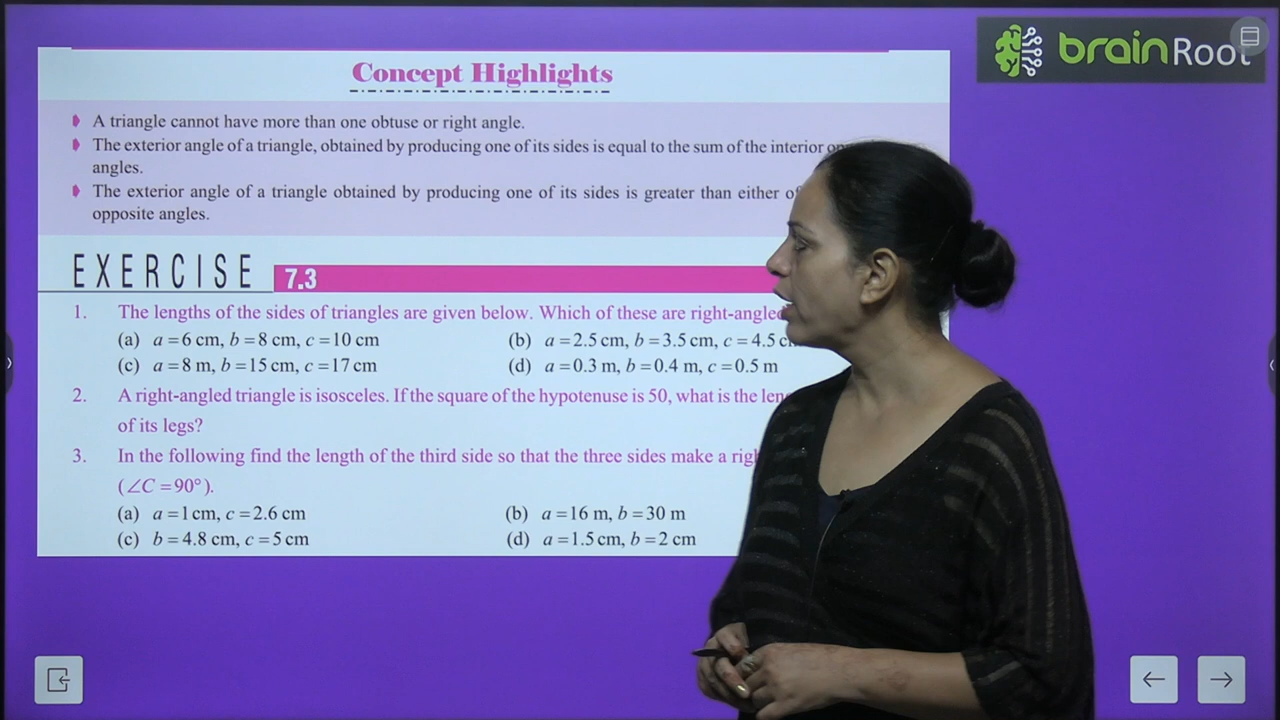 brainRoot
Concept Highlights
A triangle cannot have more than one obtuse or right angle.
The exterior angle of a triangle, obtained by producing one of its sides is equal to the sum of the interior
angles.
The exterior angle of a triangle obtained by producing one of its sides is greater than either
opposite angles.
EXERCISE 7.3
1. The lengths of the sides of triangles are given below. Which of these are right-angled
(a) a = 6 cm, b = 8 cm, c = 10 cm (b) a = 2.5 cm, b = 3.5 cm, c = 4.5
(c) a = 8 m, b = 15 cm, c = 17 cm (d) a = 0.3 m, b = 0.4 m, c = 0.5 m
2. A right-angled triangle is isosceles. If the square of the hypotenuse is 50, what is the
of its legs?
3. In the following find the length of the third side so that the three sides make a
(∠C = 90°).
(a) a = 1 cm, c = 2.6 cm (b) a = 16 m, b = 30 m
(c) b = 4.8 cm, c = 5 cm (d) a = 1.5 cm, b = 2 cm